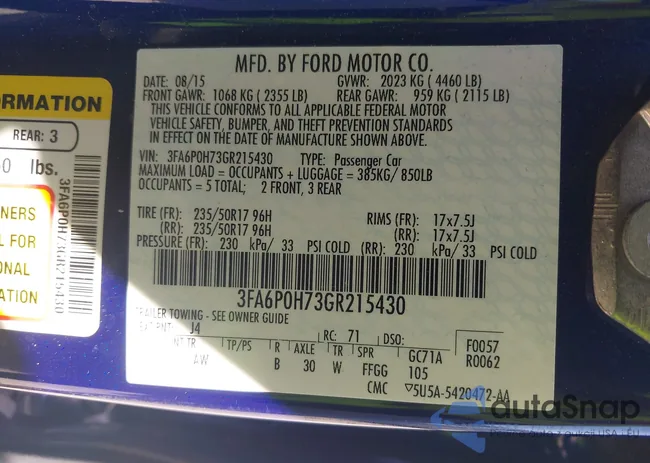 ORMATION
REAR: 3
0 lbs.
3FA6P0H73GR215430
NERS
L FOR
ONAL
ATION
MFD. BY FORD MOTOR CO.
DATE: 08/15 GVWR: 2023 KG ( 4460 LB)
FRONT GAWR: 1068 KG ( 2355 LB) REAR GAWR: 959 KG ( 2115 LB)
THIS VEHICLE CONFORMS TO ALL APPLICABLE FEDERAL MOTOR
VEHICLE SAFETY, BUMPER, AND THEFT PREVENTION STANDARDS
IN EFFECT ON THE DATE OF MANUFACTURE SHOWN ABOVE.
VIN: 3FA6P0H73GR215430 TYPE: Passenger Car
MAXIMUM LOAD = OCCUPANTS + LUGGAGE = 385KG/ 850LB
OCCUPANTS = 5 TOTAL; 2 FRONT, 3 REAR
TIRE (FR): 235/50R17 96H RIMS (FR): 17x7.5J
(RR): 235/50R17 96H (RR): 17x7.5J
PRESSURE (FR): 230 kPa/ 33 PSI COLD (RR): 230 kPa/ 33 PSI COLD
3FA6P0H73GR215430
TRAILER TOWING - SEE OWNER GUIDE
J4 RC: 71 DSO: F0057
INT TR TP/PS R AXLE TR SPR GC71A R0062
AW B 30 W FFGG 105
CMC ▽5U5A-5420472-AA
autoSnap